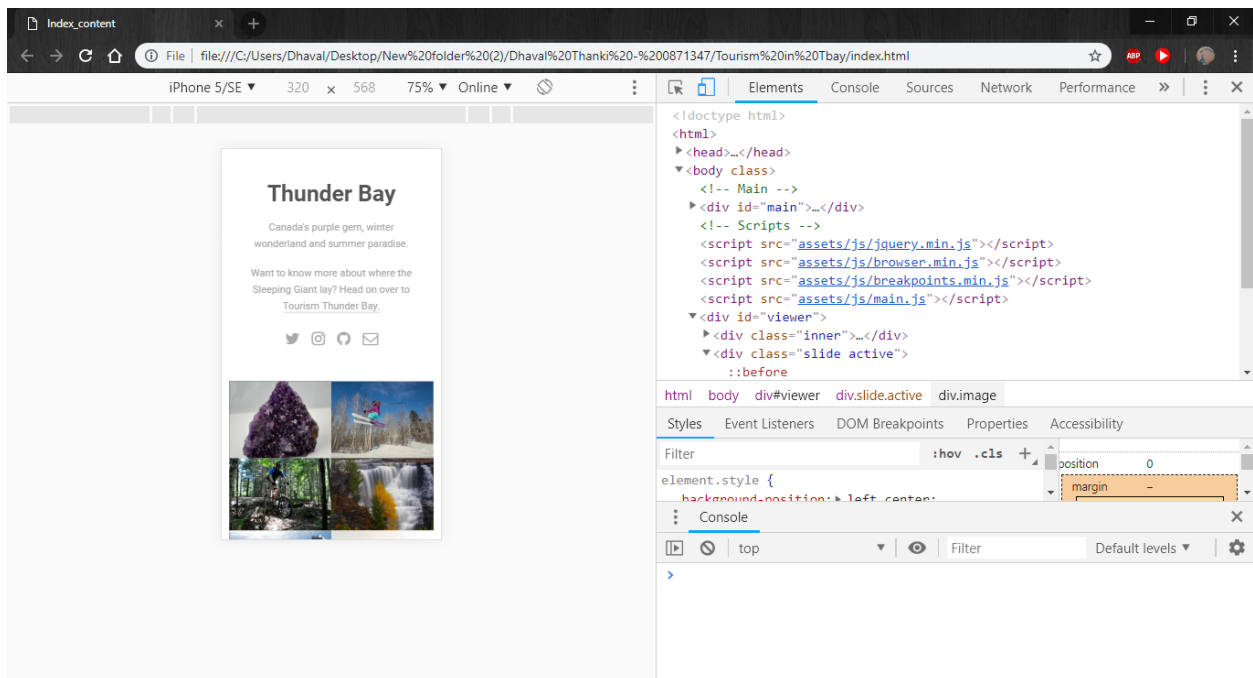 Index_content
File | file:///C:/Users/Dhaval/Desktop/New%20folder%20(2)/Dhaval%20Thanki%20-%200871347/Tourism%20in%20Tbay/index.html
ABP
iPhone 5/SE ▼ 320 x 568 75% ▼ Online ▼
Thunder Bay
Canada's purple gem, winter
wonderland and summer paradise.
Want to know more about where the
Sleeping Giant lay? Head on over to
Tourism Thunder Bay.
Elements Console Sources Network Performance »
<!doctype html>
<html>
▶<head>…</head>
▼<body class>
<!-- Main -->
▶<div id="main">…</div>
<!-- Scripts -->
<script src="assets/js/jquery.min.js"></script>
<script src="assets/js/browser.min.js"></script>
<script src="assets/js/breakpoints.min.js"></script>
<script src="assets/js/main.js"></script>
▼<div id="viewer">
▶<div class="inner">…</div>
▼<div class="slide active">
::before
html body div#viewer div.slide.active div.image
Styles Event Listeners DOM Breakpoints Properties Accessibility
Filter :hov .cls +
element.style {
background-position:▶ left center;
position 0
margin –
Console
top ▼ Filter Default levels ▼